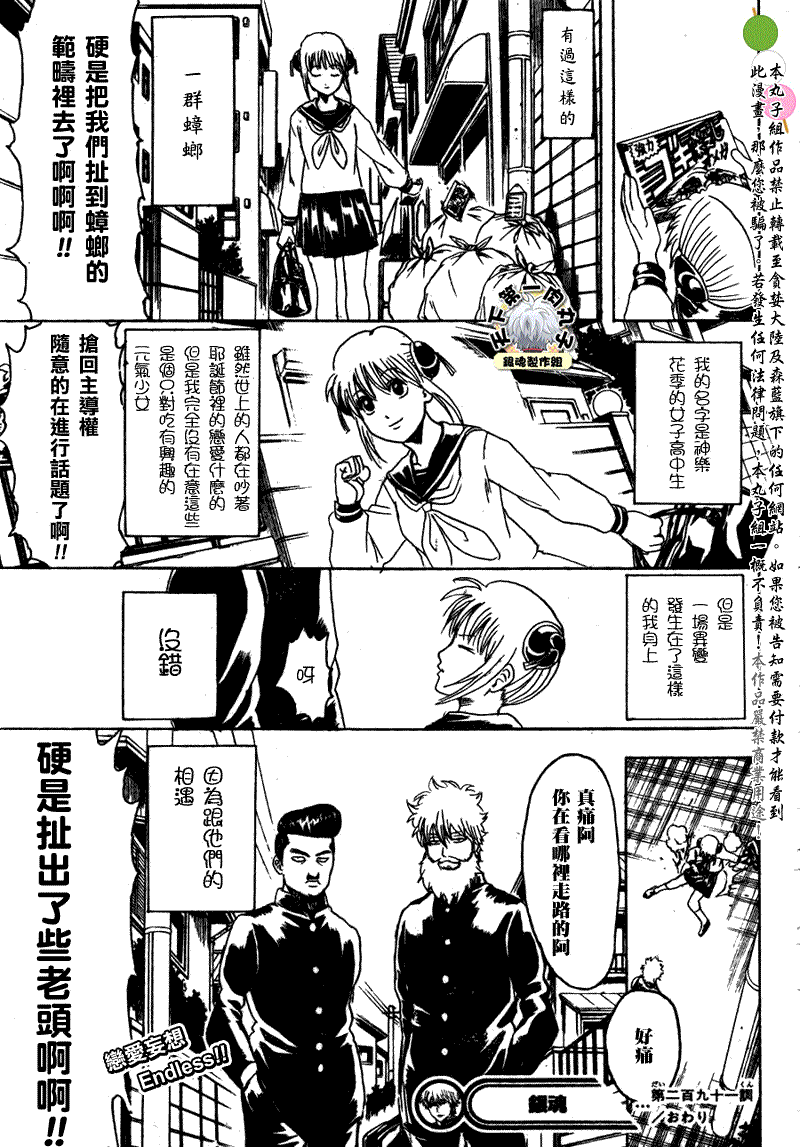 有過這樣的
一群蟑螂
硬是把我們扯到蟑螂的
範疇裡去了啊啊啊!!
強力
我的名字是神樂
花季的女子高中生
雖然世上的人都在吵著
耶誕節裡的戀愛什麼的
但是我完全沒有在意這些
是個只對吃有興趣的
元氣少女
搶回主導權
隨意的在進行話題了啊!!
但是
一場異變
發生在了這樣
的我身上
呀
沒錯
好痛
真痛阿
你在看哪裡走路的阿
因為跟他們的
相遇
硬是扯出了些老頭啊啊!!
戀愛妄想
Endless!!
銀魂
第二百九十一訓
だい
くん
…／おわり
天下第一肉丸子
銀魂製作組
本丸子組作品禁止轉載至貪婪大陸及森藍旗下的任何網站。如果您被告知需要付款才能看到
此漫畫，那麼您被騙了。若發生任何法律問題，本丸子組一概不負責！本作品嚴禁商業用途！